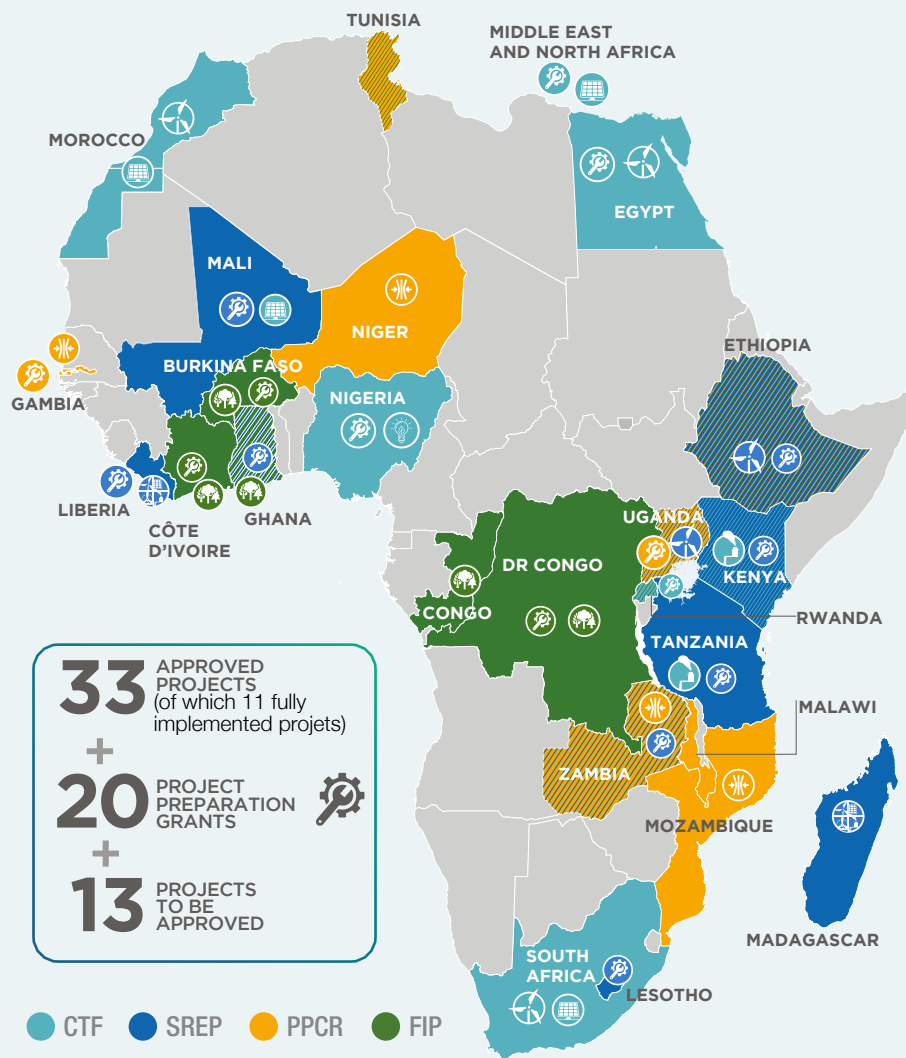 TUNISIA
MIDDLE EAST
AND NORTH AFRICA
MOROCCO
EGYPT
MALI
NIGER
ETHIOPIA
BURKINA FASO
GAMBIA
NIGERIA
LIBERIA
GHANA
CÔTE
D'IVOIRE
UGANDA
DR CONGO
KENYA
CONGO
RWANDA
TANZANIA
33 APPROVED
PROJECTS
(of which 11 fully
implemented projets)
MALAWI
+
ZAMBIA
20 PROJECT
PREPARATION
GRANTS
MOZAMBIQUE
+
13 PROJECTS
TO BE
APPROVED
MADAGASCAR
SOUTH
AFRICA
LESOTHO
CTF SREP PPCR FIP